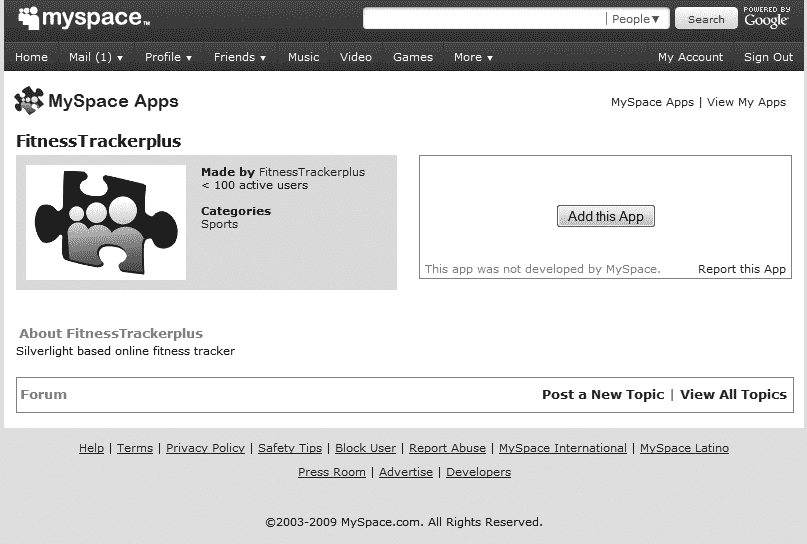 myspace™
People▼ Search POWERED BY Google
Home Mail (1) ▼ Profile ▼ Friends ▼ Music Video Games More ▼ My Account Sign Out
MySpace Apps
MySpace Apps | View My Apps
FitnessTrackerplus
Made by FitnessTrackerplus
< 100 active users
Categories
Sports
Add this App
This app was not developed by MySpace. Report this App
About FitnessTrackerplus
Silverlight based online fitness tracker
Forum Post a New Topic | View All Topics
Help | Terms | Privacy Policy | Safety Tips | Block User | Report Abuse | MySpace International | MySpace Latino
Press Room | Advertise | Developers
©2003-2009 MySpace.com. All Rights Reserved.